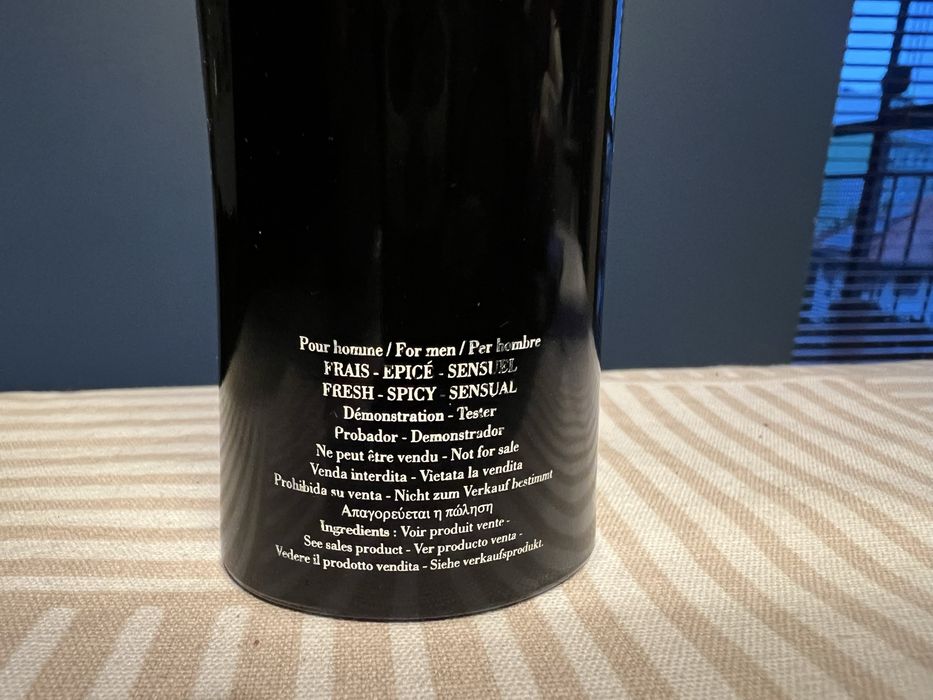 Pour homme / For men / Per hombre
FRAIS - EPICÉ - SENSUEL
FRESH - SPICY - SENSUAL
Démonstration - Tester
Probador - Demonstrador
Ne peut être vendu - Not for sale
Venda interdita - Vietata la vendita
Prohibida su venta - Nicht zum Verkauf bestimmt
Απαγορεύεται η πώληση
Ingredients : Voir produit vente -
See sales product - Ver producto venta -
Vedere il prodotto vendita - Siehe verkaufsprodukt.